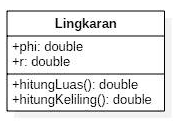 Lingkaran
+phi: double
+r: double
+hitungLuas(): double
+hitungKeliling(): double